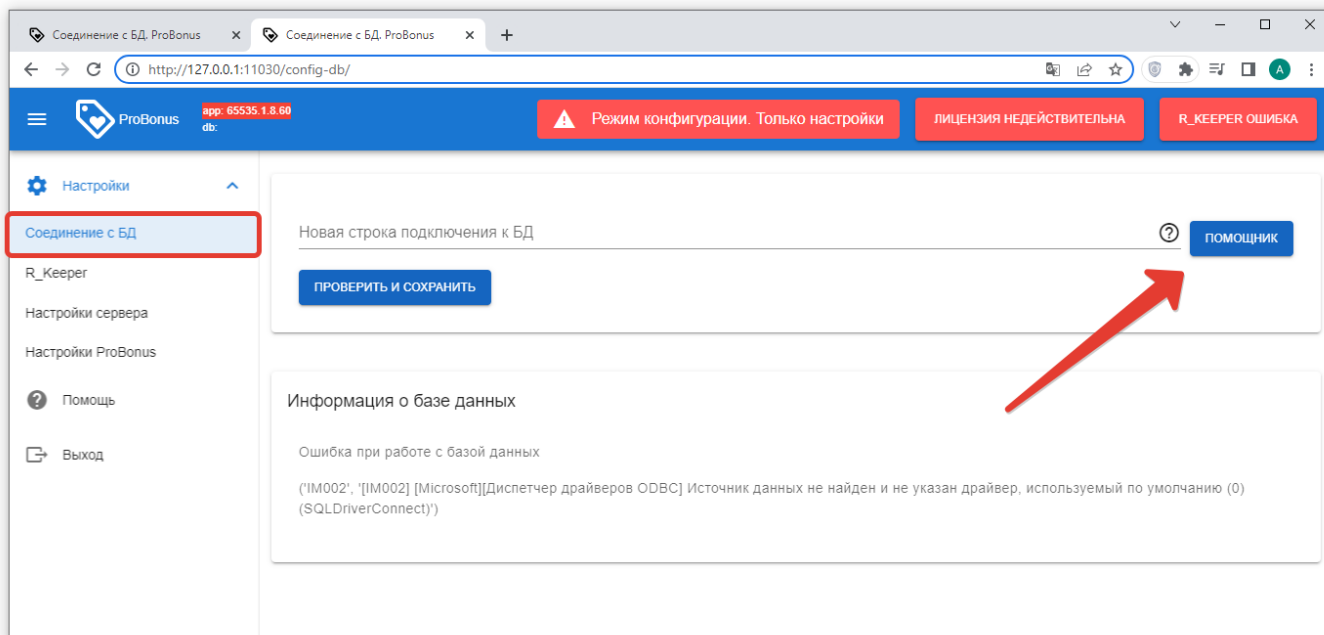 Соединение с БД. ProBonus
Соединение с БД. ProBonus
http://127.0.0.1:11030/config-db/
A
ProBonus
app: 65535.1.8.60
db:
Режим конфигурации. Только настройки
ЛИЦЕНЗИЯ НЕДЕЙСТВИТЕЛЬНА
R_KEEPER ОШИБКА
Настройки
Соединение с БД
R_Keeper
Настройки сервера
Настройки ProBonus
Помощь
Выход
Новая строка подключения к БД
ПОМОЩНИК
ПРОВЕРИТЬ И СОХРАНИТЬ
Информация о базе данных
Ошибка при работе с базой данных
('IM002', '[IM002] [Microsoft][Диспетчер драйверов ODBC] Источник данных не найден и не указан драйвер, используемый по умолчанию (0)
(SQLDriverConnect)')